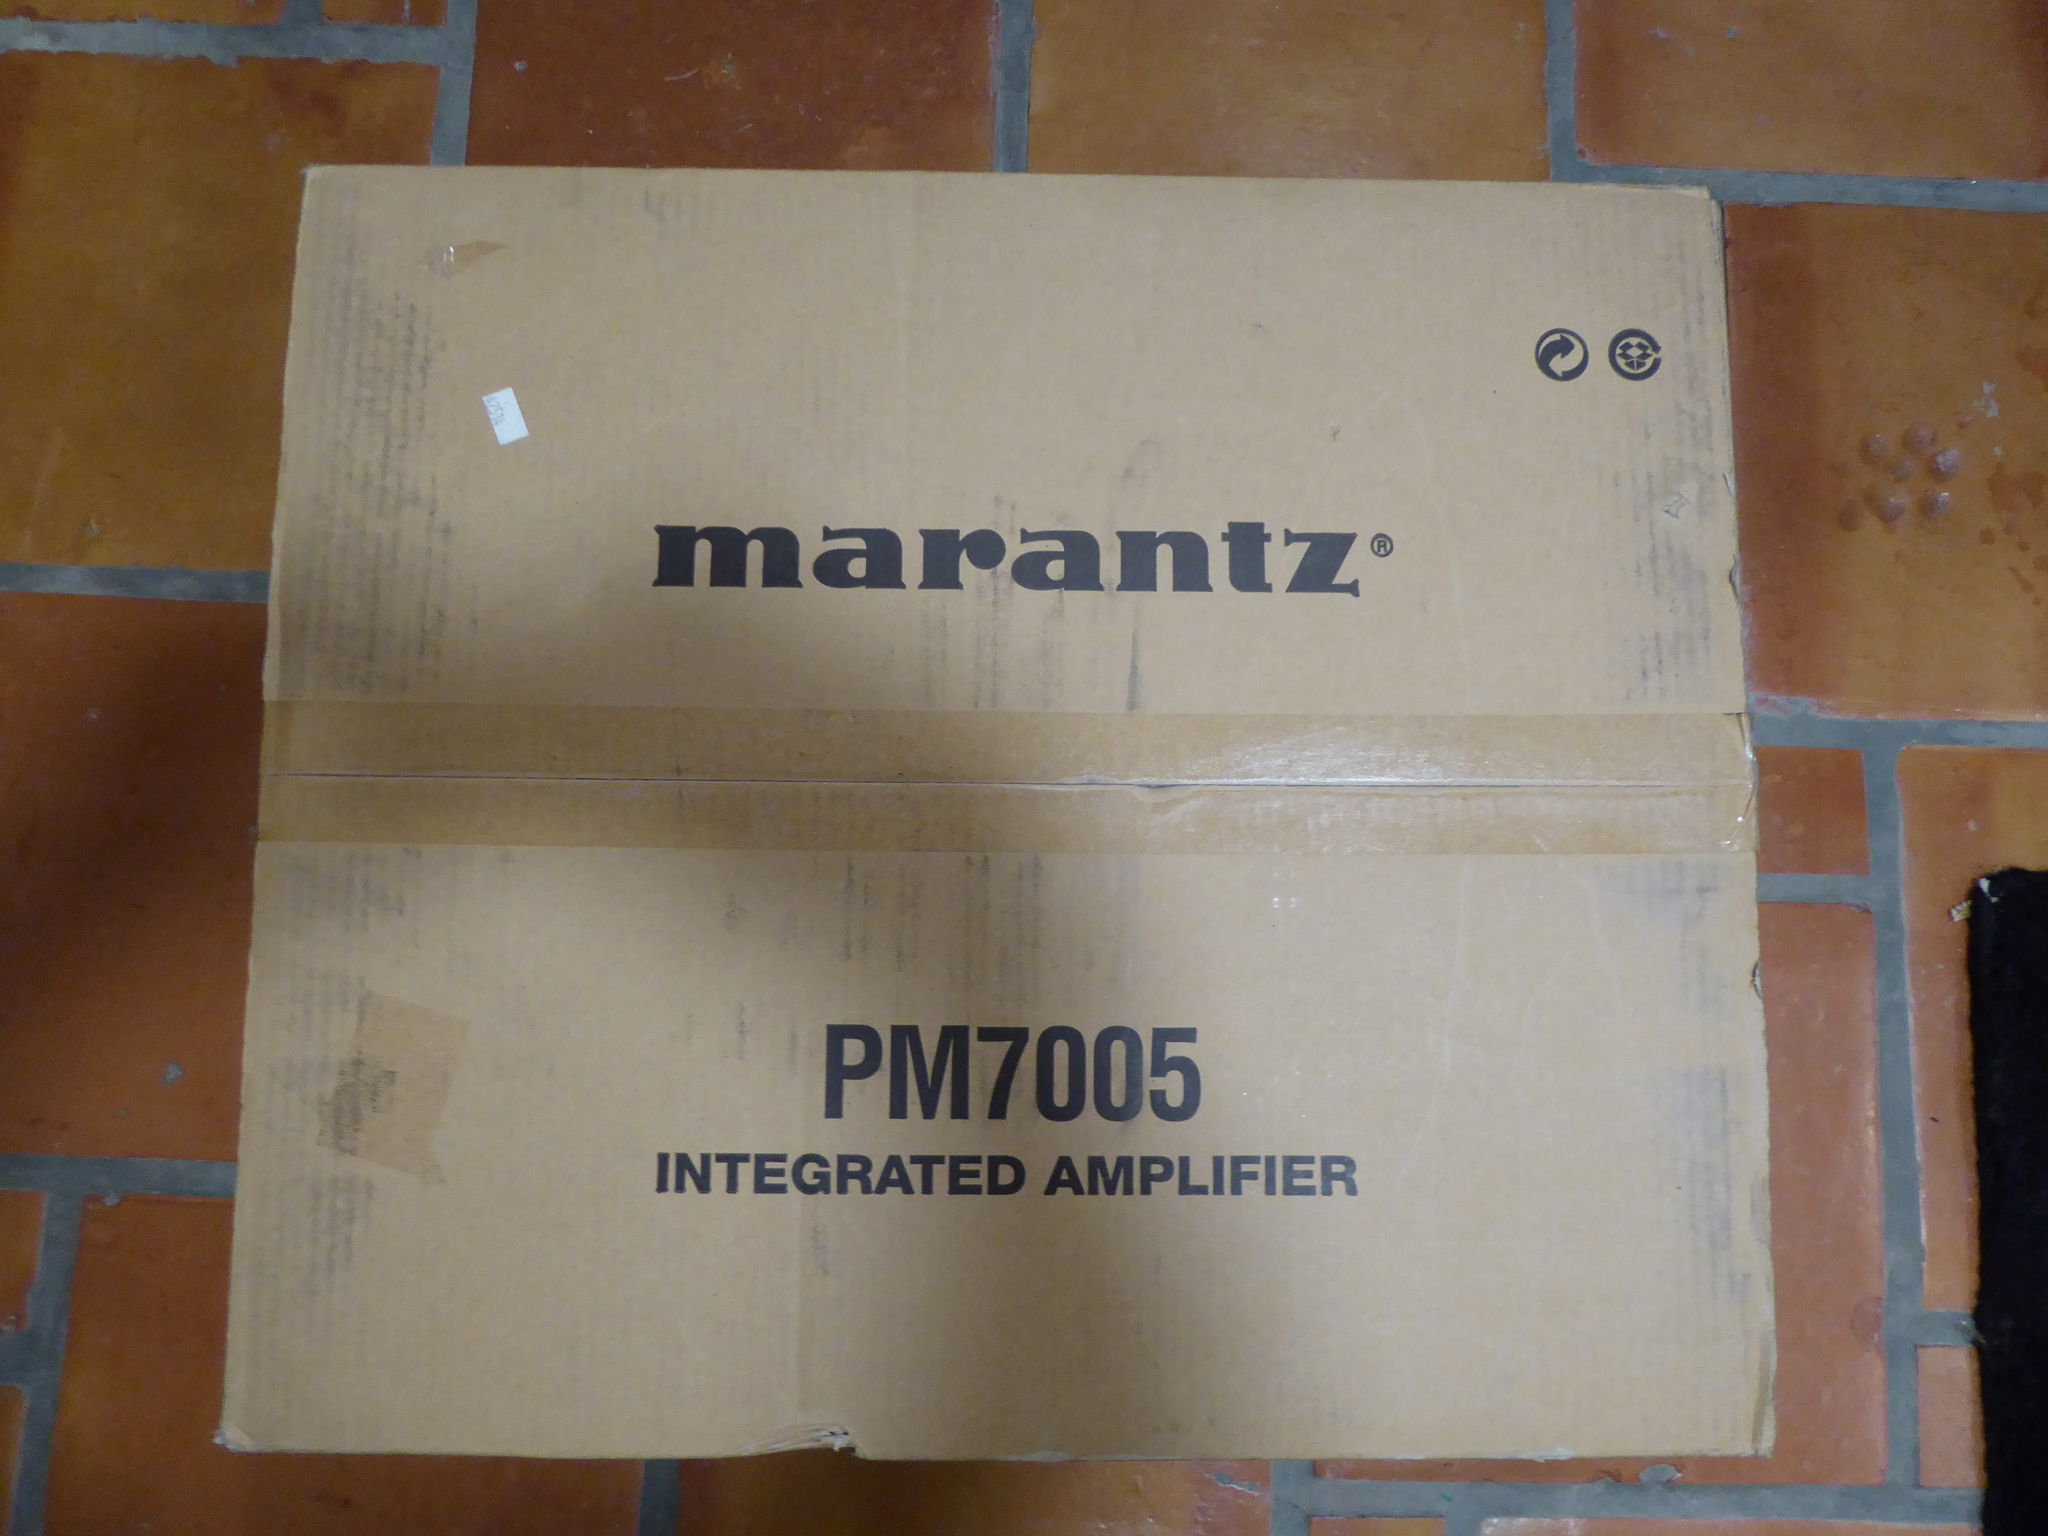 marantz®
PM7005
INTEGRATED AMPLIFIER